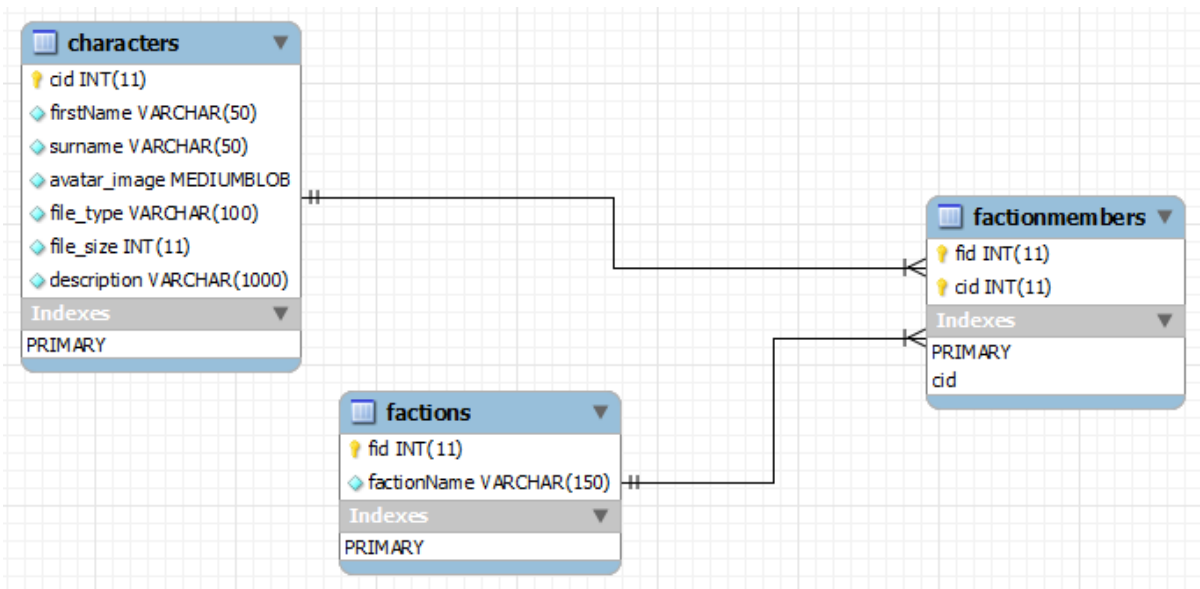 characters
cid INT(11)
firstName VARCHAR(50)
surname VARCHAR(50)
avatar_image MEDIUMBLOB
file_type VARCHAR(100)
file_size INT(11)
description VARCHAR(1000)
Indexes
PRIMARY
factions
fid INT(11)
factionName VARCHAR(150)
Indexes
PRIMARY
factionmembers
fid INT(11)
cid INT(11)
Indexes
PRIMARY
cid